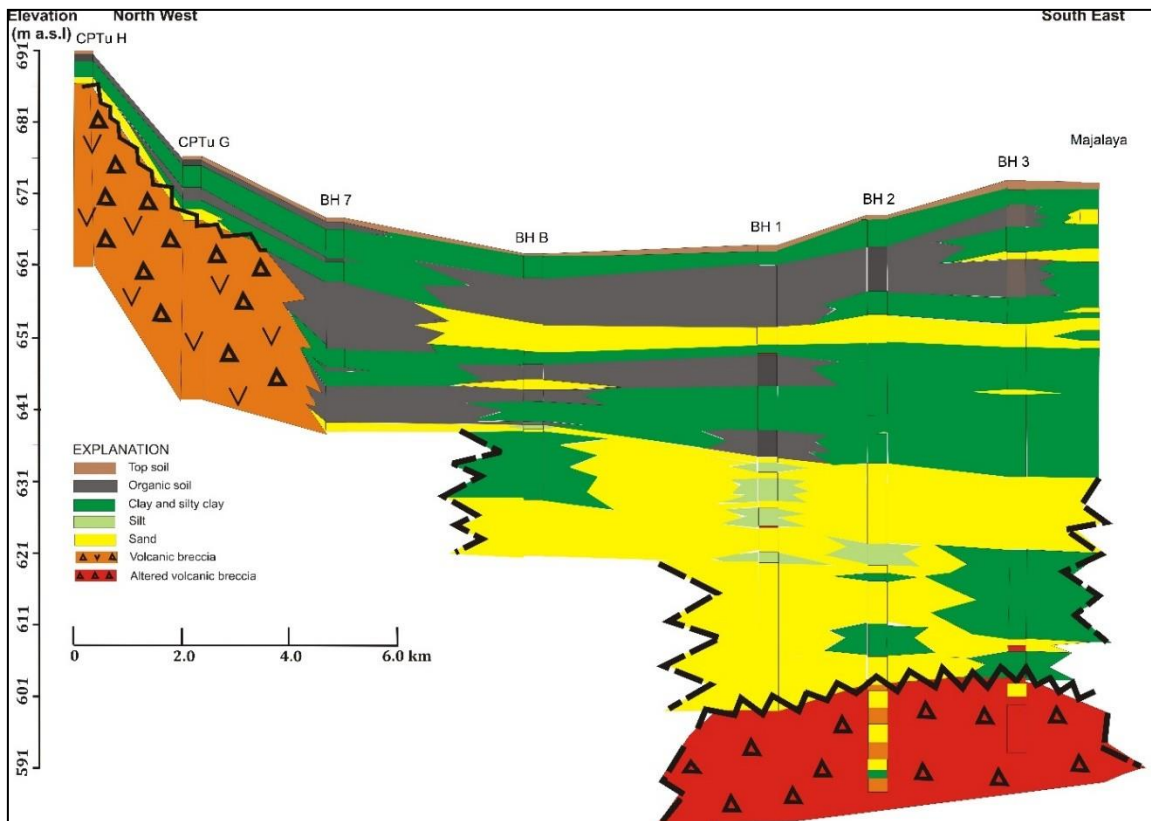 Elevation
(m a.s.l)
North West
South East
CPTu H
CPTu G
BH 7
BH B
BH 1
BH 2
BH 3
Majalaya
691
681
671
661
651
641
631
621
611
601
591
EXPLANATION
Top soil
Organic soil
Clay and silty clay
Silt
Sand
Volcanic breccia
Altered volcanic breccia
0 2.0 4.0 6.0 km